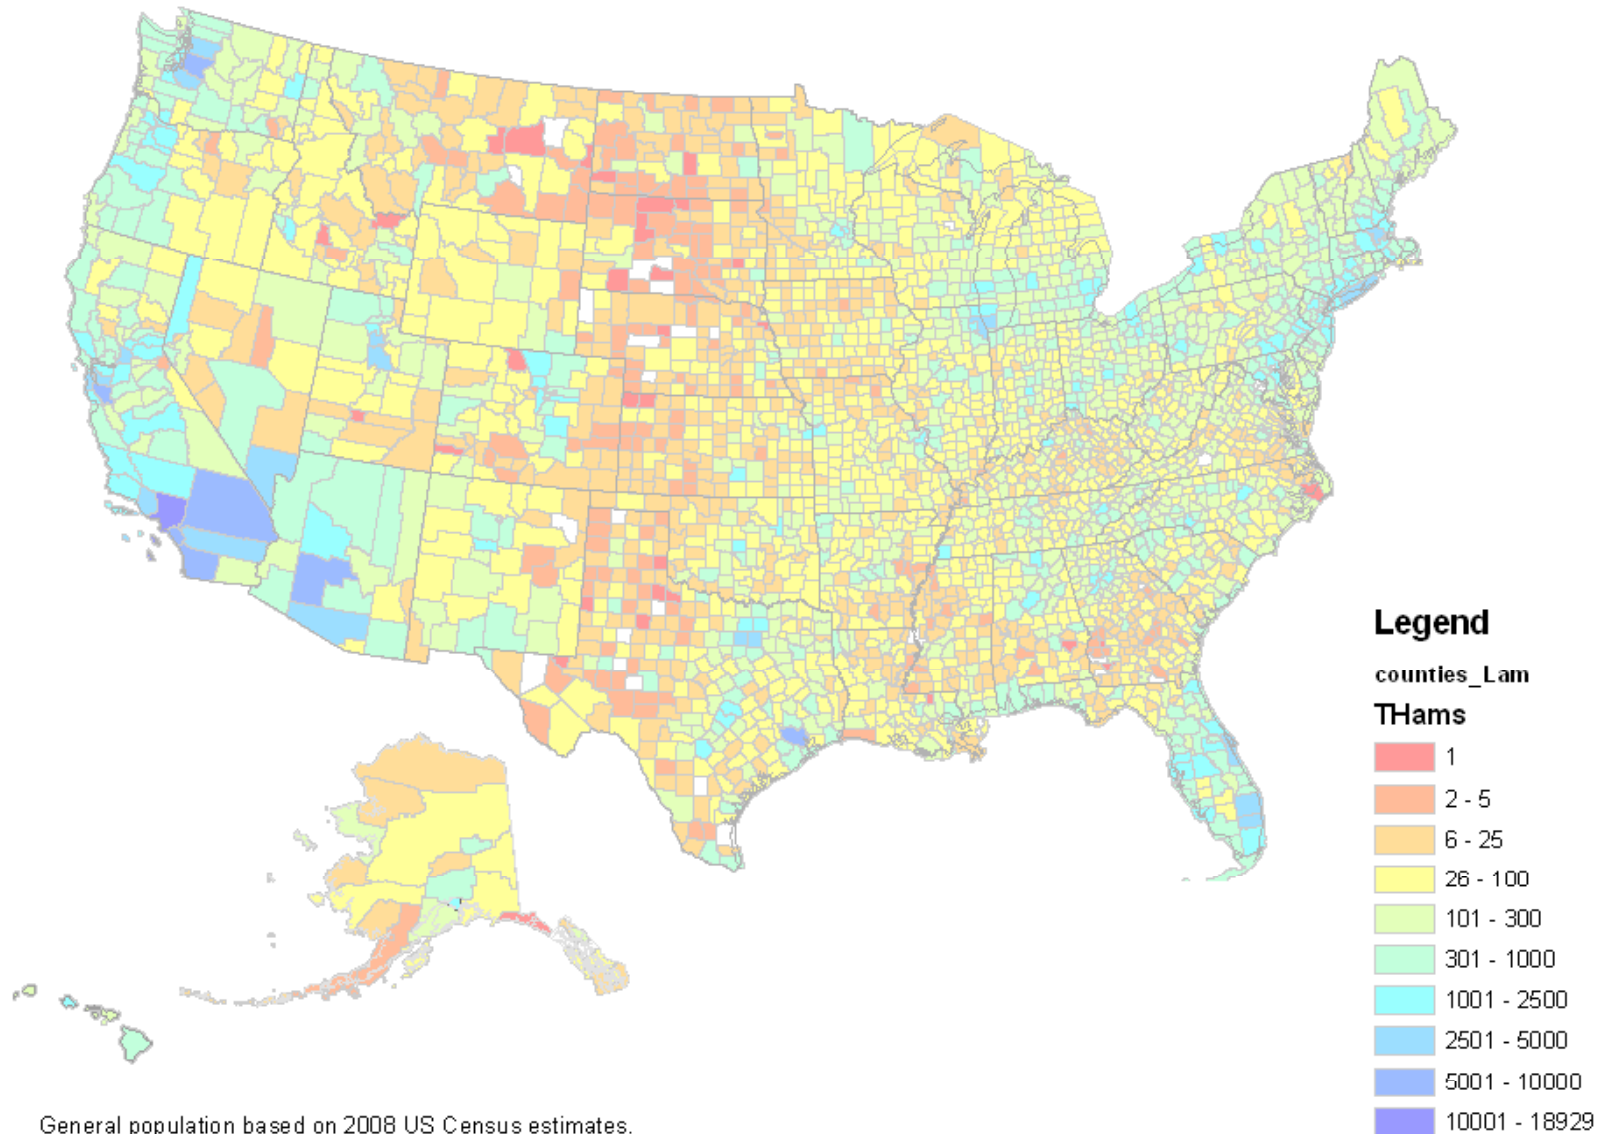 Legend
counties_Lam
THams
1
2 - 5
6 - 25
26 - 100
101 - 300
301 - 1000
1001 - 2500
2501 - 5000
5001 - 10000
10001 - 18929
General population based on 2008 US Census estimates.